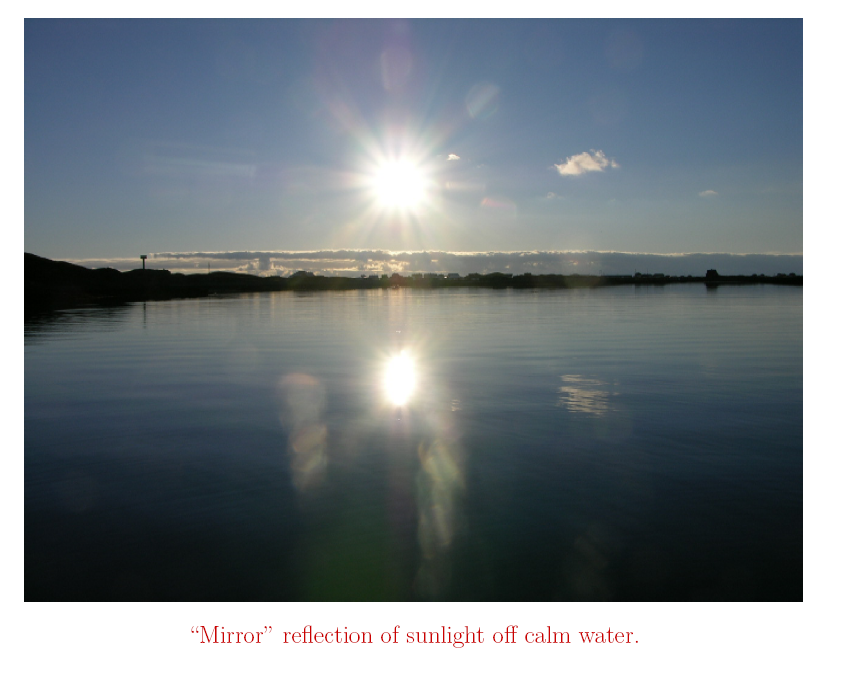 “Mirror” reflection of sunlight off calm water.